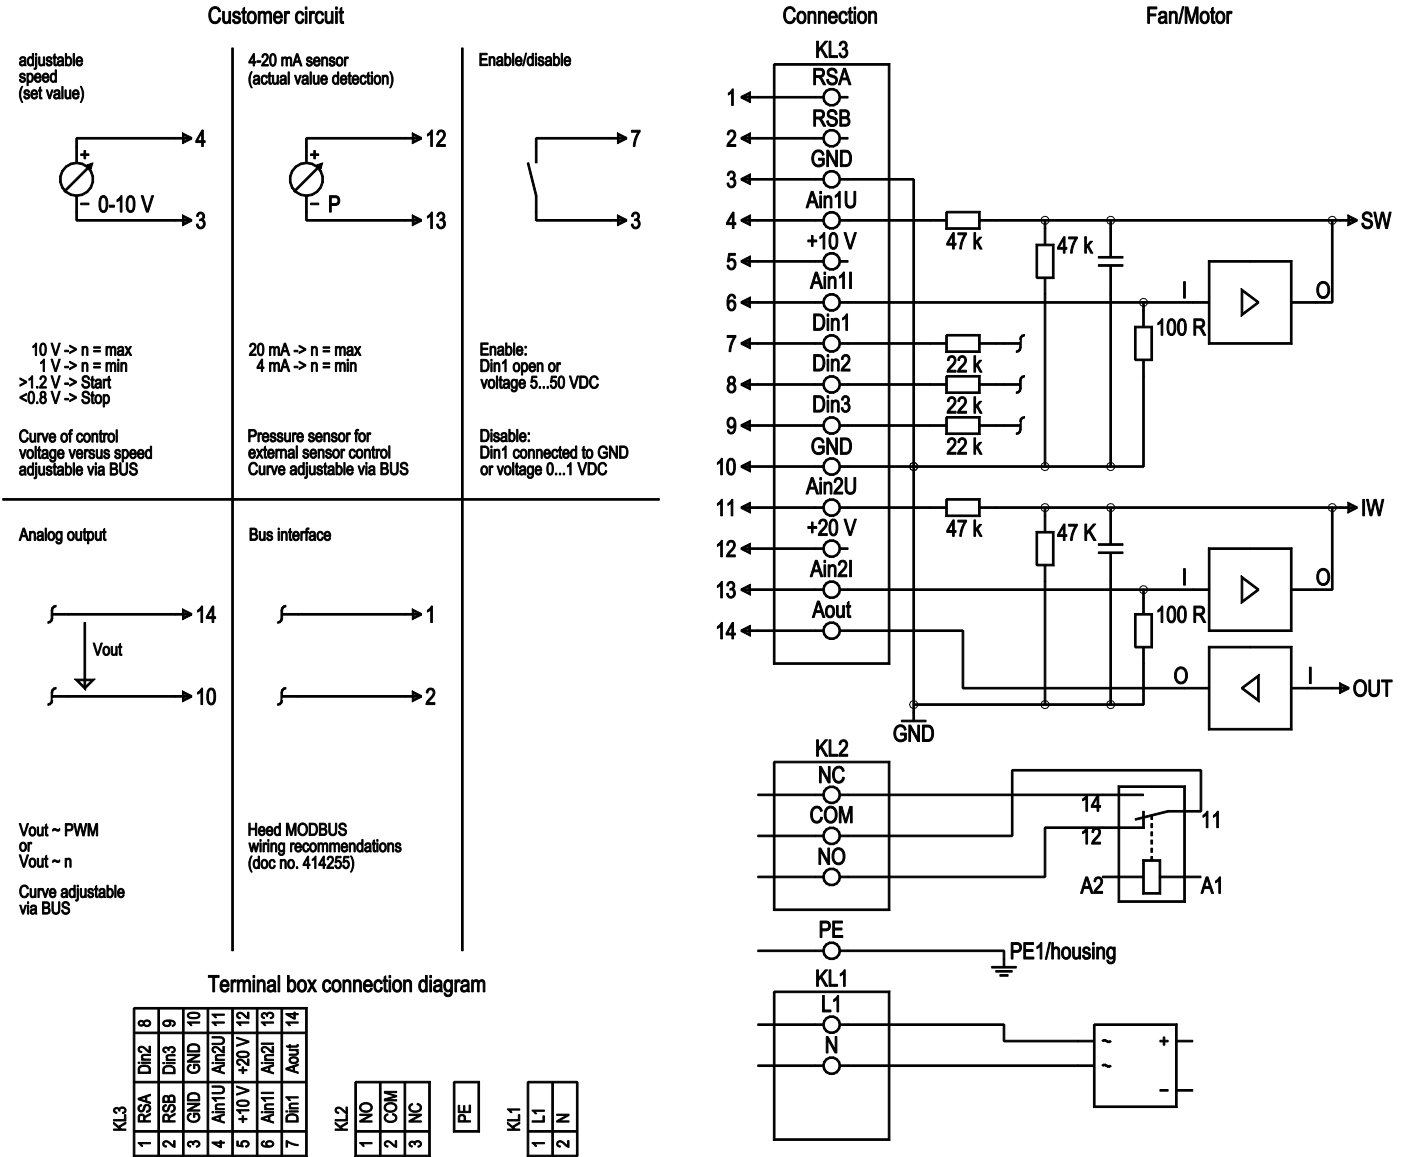 Customer circuit
adjustable
speed
(set value)
4
+
− 0-10 V
3
10 V -> n = max
1 V -> n = min
>1.2 V -> Start
<0.8 V -> Stop
Curve of control
voltage versus speed
adjustable via BUS
4-20 mA sensor
(actual value detection)
12
+
− P
13
20 mA -> n = max
4 mA -> n = min
Pressure sensor for
external sensor control
Curve adjustable via BUS
Enable/disable
7
3
Enable:
Din1 open or
voltage 5...50 VDC
Disable:
Din1 connected to GND
or voltage 0...1 VDC
Analog output
14
Vout
10
Vout ~ PWM
or
Vout ~ n
Curve adjustable
via BUS
Bus interface
1
2
Heed MODBUS
wiring recommendations
(doc no. 414255)
Connection
Fan/Motor
KL3
RSA
1
RSB
2
GND
3
Ain1U
4
47 k
47 k
SW
+10 V
5
Ain1I
6
I
O
100 R
Din1
7
22 k
Din2
8
22 k
Din3
9
22 k
GND
10
Ain2U
11
47 k
47 K
IW
+20 V
12
Ain2I
13
I
O
100 R
Aout
14
O
I
OUT
GND
KL2
NC
14
COM
11
12
NO
A2
A1
PE
PE1/housing
KL1
L1
~
+
N
~
−
Terminal box connection diagram
KL3
8 9 10 11 12 13 14
Din2 Din3 GND Ain2U +20 V Ain2I Aout
RSA RSB GND Ain1U +10 V Ain1I Din1
1 2 3 4 5 6 7
KL2
NO COM NC
1 2 3
PE
KL1
L1 N
1 2